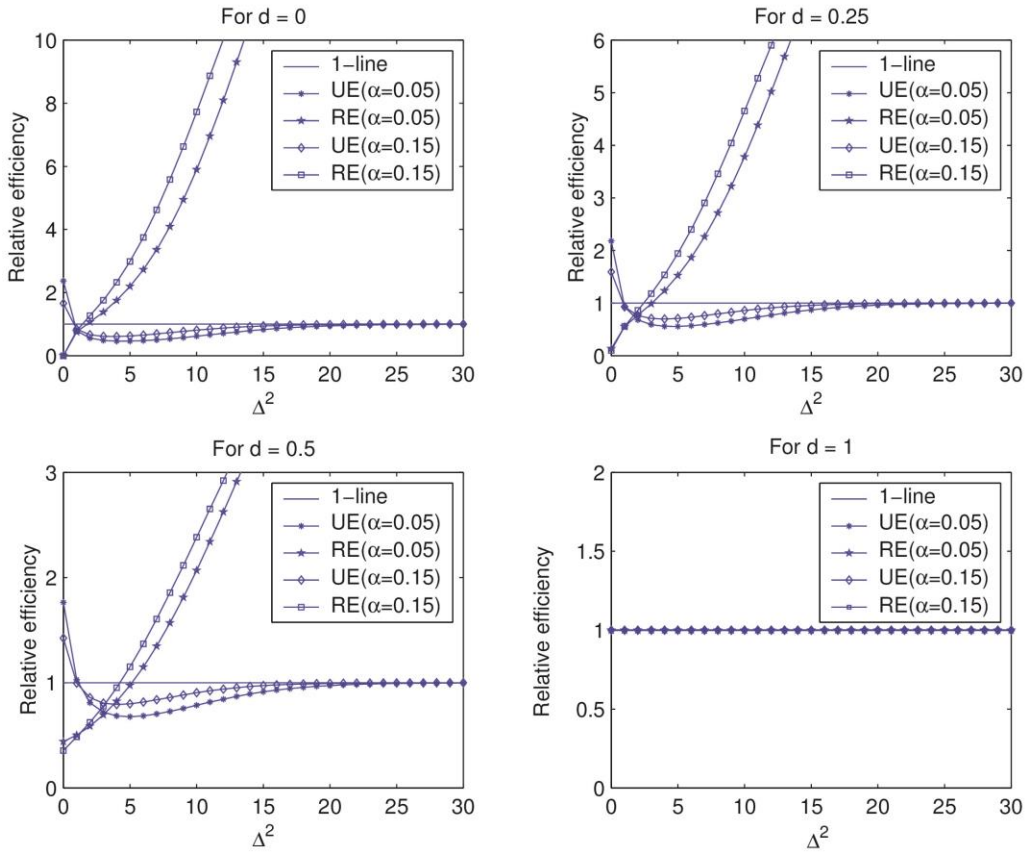 For d = 0
10
8
6
4
2
0
Relative efficiency
1−line
UE(α=0.05)
RE(α=0.05)
UE(α=0.15)
RE(α=0.15)
0 5 10 15 20 25 30
Δ²
For d = 0.25
6
5
4
3
2
1
0
Relative efficiency
1−line
UE(α=0.05)
RE(α=0.05)
UE(α=0.15)
RE(α=0.15)
0 5 10 15 20 25 30
Δ²
For d = 0.5
3
2
1
0
Relative efficiency
1−line
UE(α=0.05)
RE(α=0.05)
UE(α=0.15)
RE(α=0.15)
0 5 10 15 20 25 30
Δ²
For d = 1
2
1.5
1
0.5
0
Relative efficiency
1−line
UE(α=0.05)
RE(α=0.05)
UE(α=0.15)
RE(α=0.15)
0 5 10 15 20 25 30
Δ²